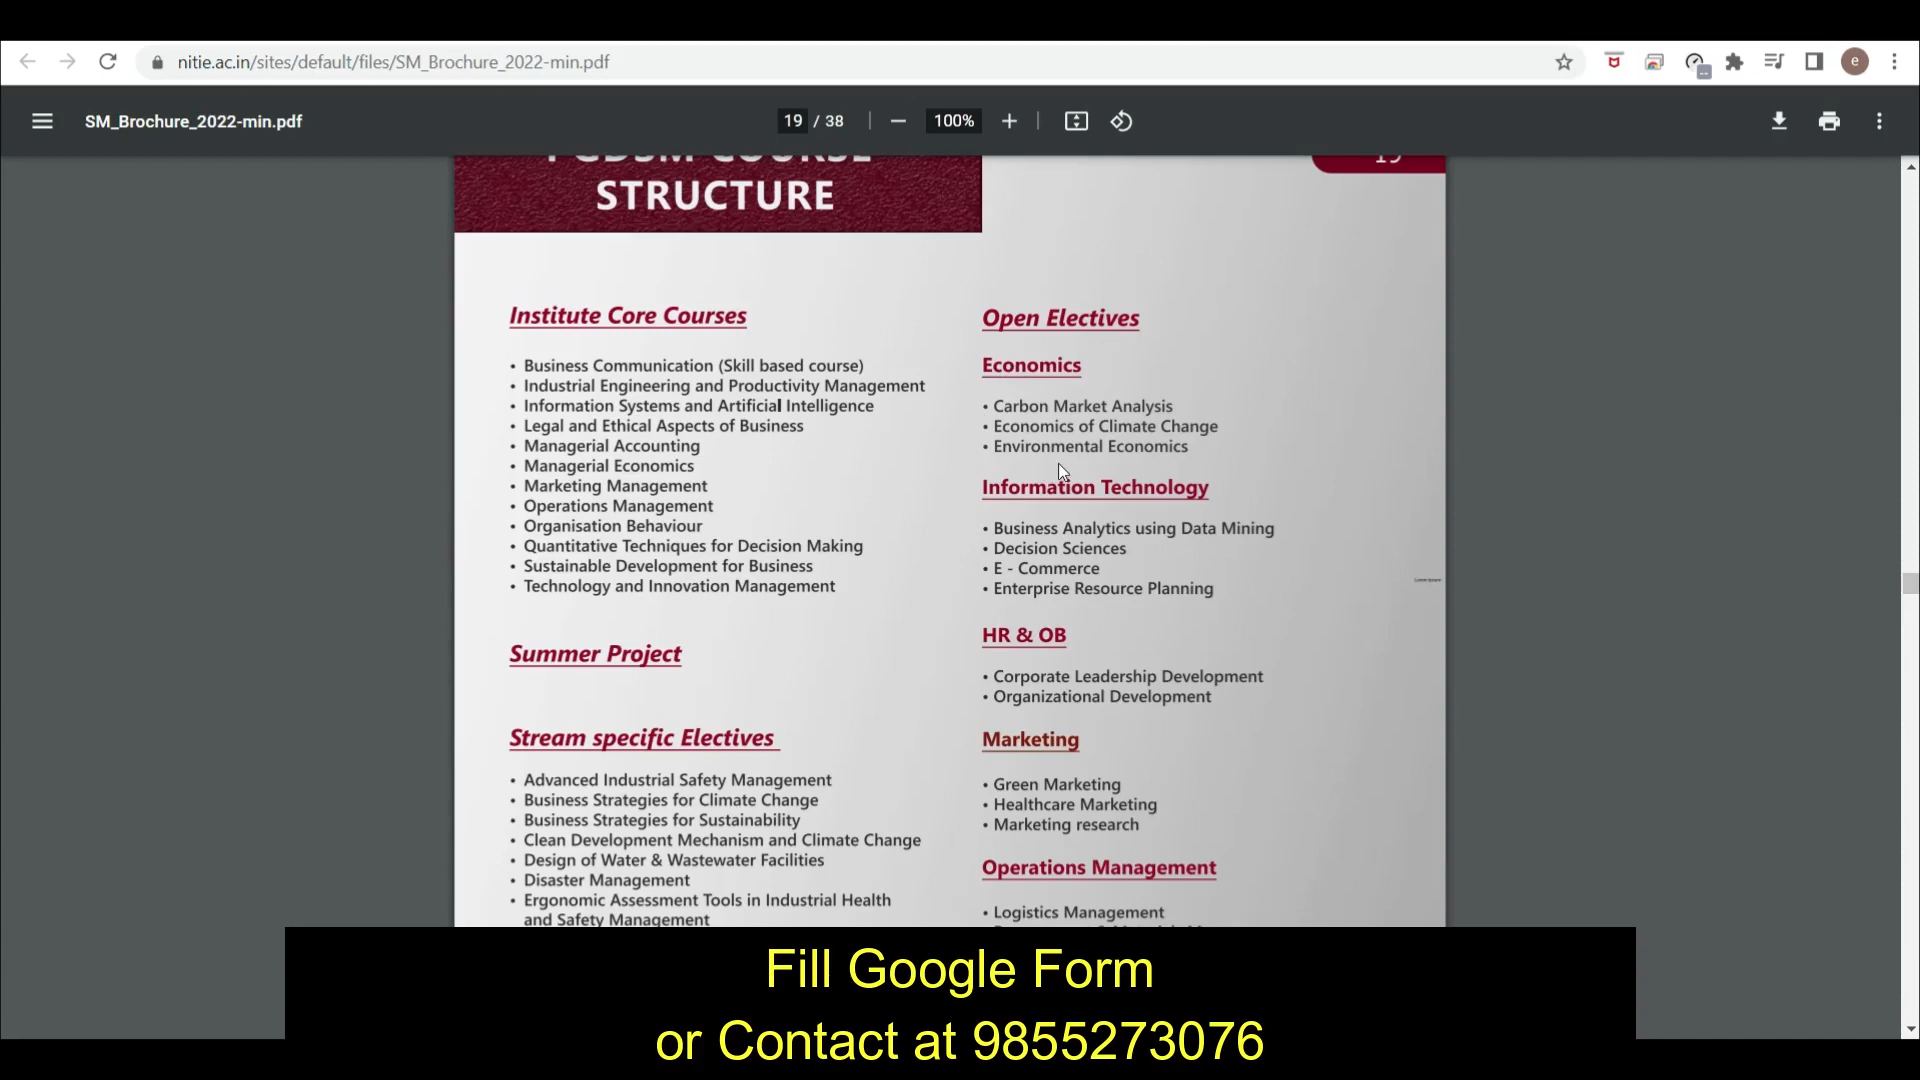 nitie.ac.in/sites/default/files/SM_Brochure_2022-min.pdf
e
SM_Brochure_2022-min.pdf
19 / 38
100%
STRUCTURE
19
Institute Core Courses
• Business Communication (Skill based course)
• Industrial Engineering and Productivity Management
• Information Systems and Artificial Intelligence
• Legal and Ethical Aspects of Business
• Managerial Accounting
• Managerial Economics
• Marketing Management
• Operations Management
• Organisation Behaviour
• Quantitative Techniques for Decision Making
• Sustainable Development for Business
• Technology and Innovation Management
Summer Project
Stream specific Electives
• Advanced Industrial Safety Management
• Business Strategies for Climate Change
• Business Strategies for Sustainability
• Clean Development Mechanism and Climate Change
• Design of Water & Wastewater Facilities
• Disaster Management
• Ergonomic Assessment Tools in Industrial Health
and Safety Management
Open Electives
Economics
• Carbon Market Analysis
• Economics of Climate Change
• Environmental Economics
Information Technology
• Business Analytics using Data Mining
• Decision Sciences
• E - Commerce
• Enterprise Resource Planning
HR & OB
• Corporate Leadership Development
• Organizational Development
Marketing
• Green Marketing
• Healthcare Marketing
• Marketing research
Operations Management
• Logistics Management
Fill Google Form
or Contact at 9855273076